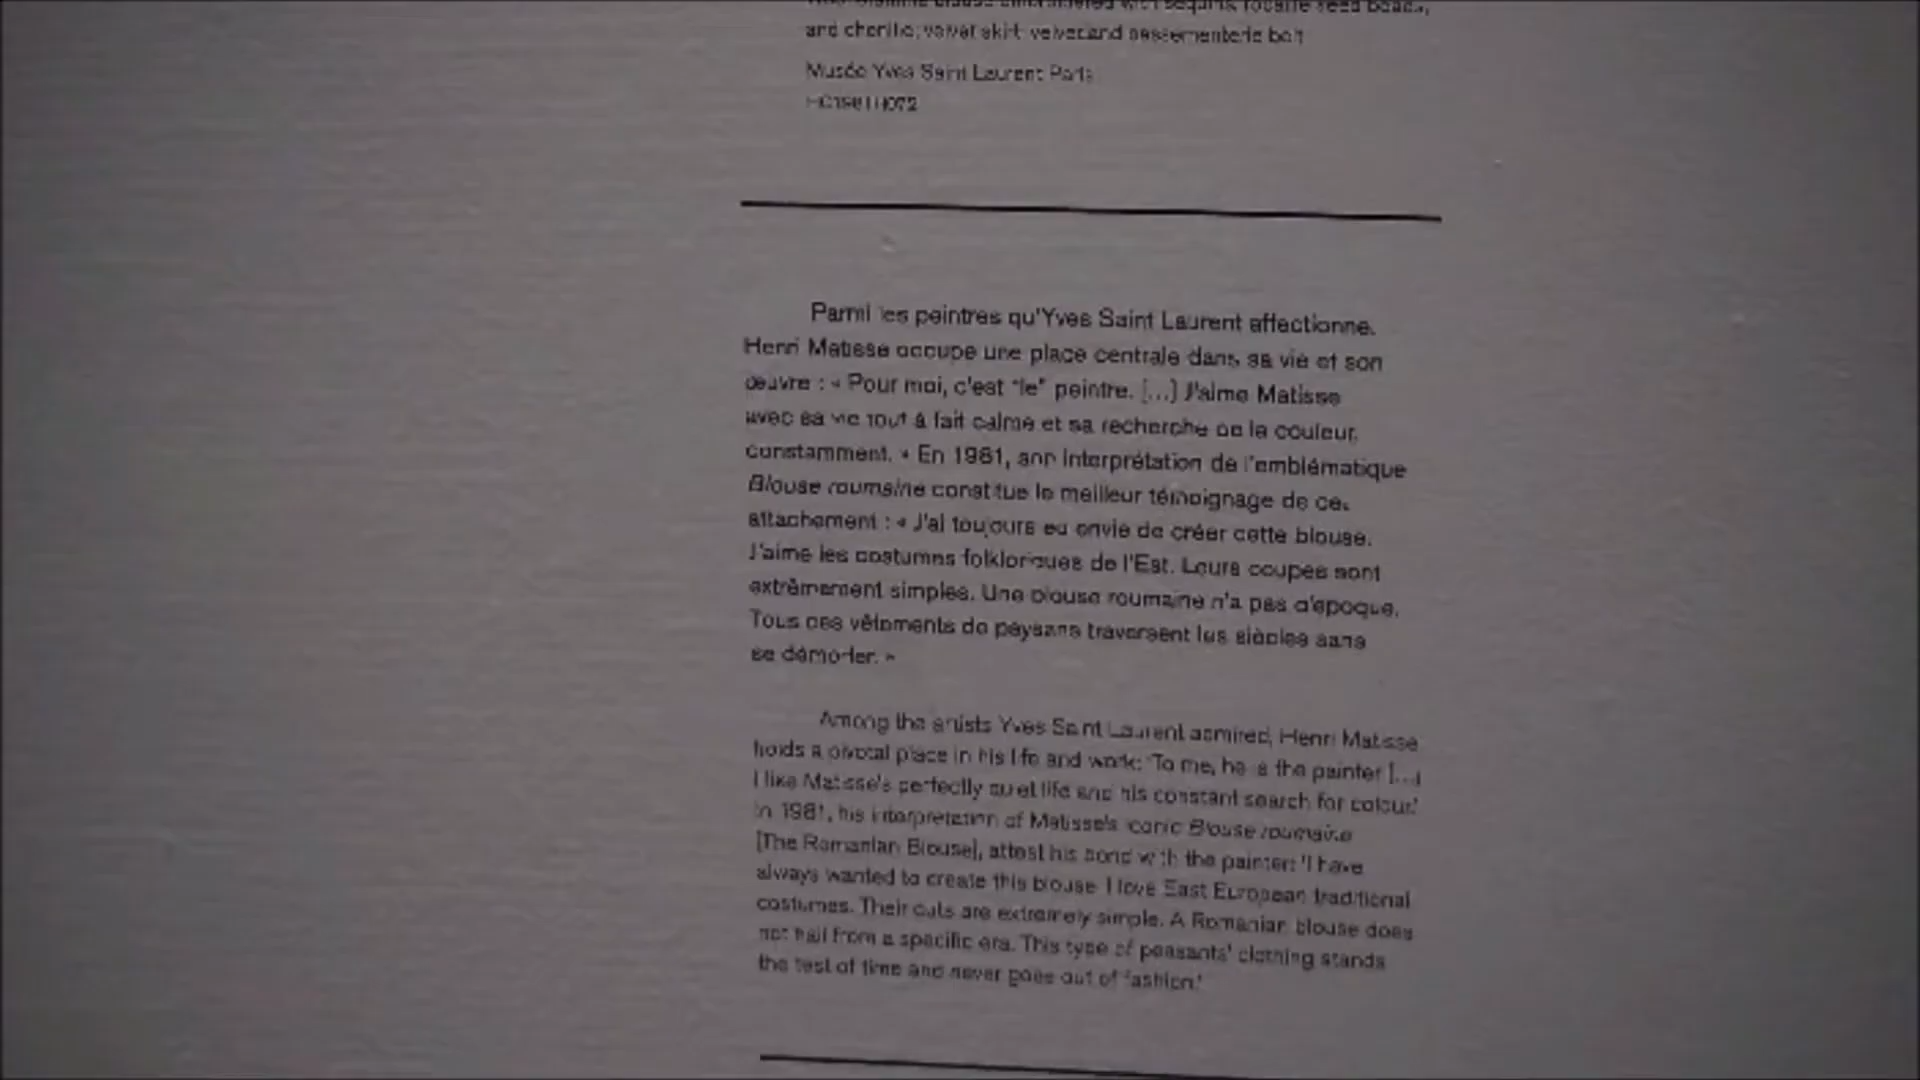 blouse embroidered with sequins, rocaille seed beads,
and chenille; velvet skirt; velvet and passementerie belt
Musée Yves Saint Laurent Paris
HC1981H072
Parmi les peintres qu'Yves Saint Laurent affectionne,
Henri Matisse occupe une place centrale dans sa vie et son
œuvre : « Pour moi, c'est "le" peintre. [...] J'aime Matisse
avec sa vie tout à fait calme et sa recherche de la couleur,
constamment. » En 1981, son interprétation de l'emblématique
Blouse roumaine constitue le meilleur témoignage de cet
attachement : « J'ai toujours eu envie de créer cette blouse.
J'aime les costumes folkloriques de l'Est. Leurs coupes sont
extrêmement simples. Une blouse roumaine n'a pas d'époque.
Tous ces vêtements de paysans traversent les siècles sans
se démoder. »
Among the artists Yves Saint Laurent admired, Henri Matisse
holds a pivotal place in his life and work: 'To me, he is the painter [...]
I like Matisse's perfectly quiet life and his constant search for colour.'
In 1981, his interpretation of Matisse's iconic Blouse roumaine
[The Romanian Blouse], attest his bond with the painter: 'I have
always wanted to create this blouse. I love East European traditional
costumes. Their cuts are extremely simple. A Romanian blouse does
not hail from a specific era. This type of peasants' clothing stands
the test of time and never goes out of fashion.'